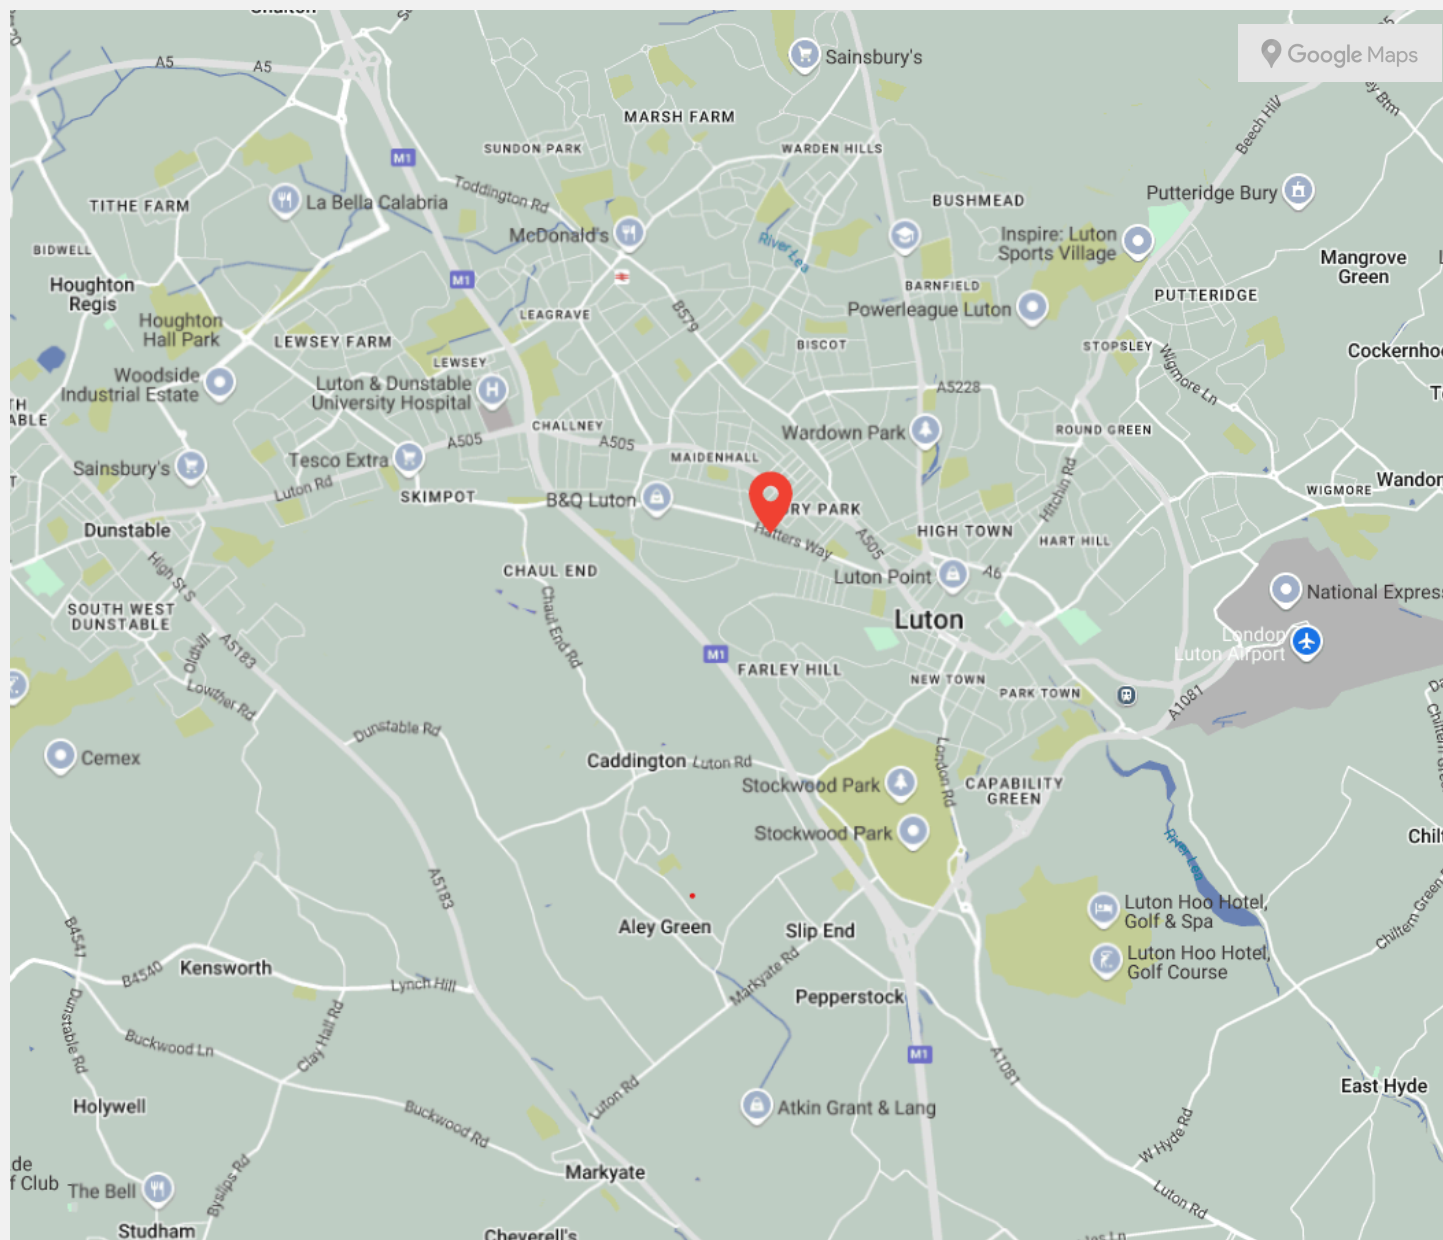 A5
A5
Google Maps
Sainsbury's
MARSH FARM
Beech Hill
SUNDON PARK
WARDEN HILLS
M1
Toddington Rd
La Bella Calabria
TITHE FARM
BUSHMEAD
Putteridge Bury
McDonald's
River Lea
Inspire: Luton
Sports Village
BIDWELL
Mangrove
Green
Houghton
Regis
M1
BARNFIELD
PUTTERIDGE
Powerleague Luton
LEAGRAVE
B579
Houghton
Hall Park
LEWSEY FARM
BISCOT
STOPSLEY
LEWSEY
Wigmore Ln
Woodside
Industrial Estate
Luton & Dunstable
University Hospital
A5228
CHALLNEY
Wardown Park
ROUND GREEN
A505
A505
MAIDENHALL
Sainsbury's
Tesco Extra
Luton Rd
SKIMPOT
B&Q Luton
RY PARK
Hitchin Rd
WIGMORE
Dunstable
Hatters Way
A505
HIGH TOWN
HART HILL
High St S
CHAUL END
Luton Point
A6
National Express
SOUTH WEST
DUNSTABLE
Chaul End Rd
Luton
London
Luton Airport
Oldhill
A5183
M1
FARLEY HILL
NEW TOWN
PARK TOWN
Lowther Rd
A1081
Dunstable Rd
Cemex
Caddington
Luton Rd
London Rd
Stockwood Park
CAPABILITY
GREEN
Stockwood Park
River Lea
A5183
Luton Hoo Hotel,
Golf & Spa
Aley Green
Slip End
Chiltern Green
B4541
Luton Hoo Hotel,
Golf Course
Kensworth
B4540
Lynch Hill
Markyate Rd
Pepperstock
Dunstable Rd
Clay Hall Rd
Buckwood Ln
M1
A1081
Luton Rd
East Hyde
Holywell
Buckwood Rd
Atkin Grant & Lang
W Hyde Rd
Markyate
f Club
The Bell
Byslips Rd
Luton Rd
Studham
Cheverell's